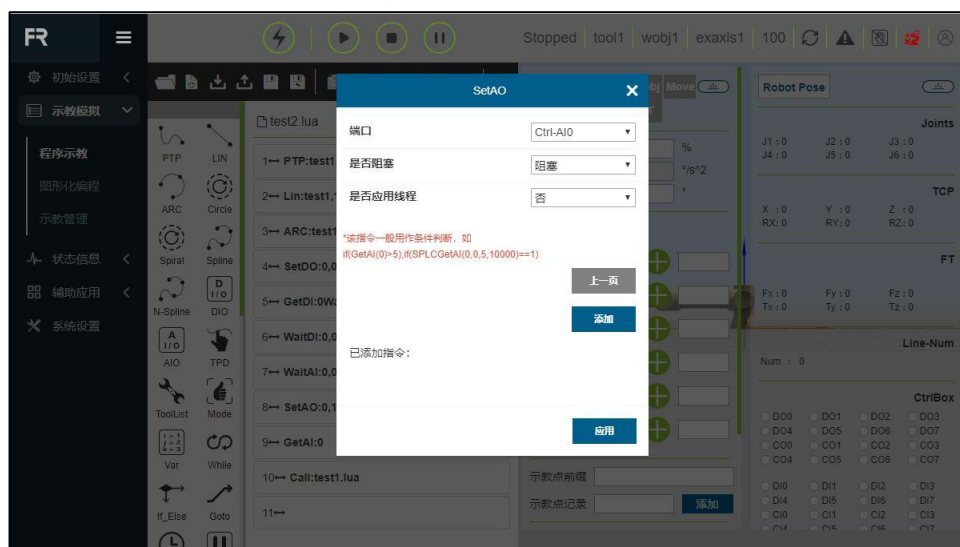 FR
Stopped tool1 wobj1 exaxis1 100
初始设置
示教模拟
程序示教
图形化编程
示教管理
状态信息
辅助应用
系统设置
PTP LIN
ARC Circle
Spiral Spline
N-Spline DIO
AIO TPD
ToolList Mode
Var While
If_Else Goto
test2.lua
1 PTP:test1
2 Lin:test1,
3 ARC:test1
4 SetDO:0,0
5 GetDI:0Wa
6 WaitDI:0,0
7 WaitAI:0,0
8 SetAO:0,1
9 GetAI:0
10 Call:test1.lua
11
SetAO
端口 Ctrl-AI0
是否阻塞 阻塞
是否应用线程 否
*该指令一般用作条件判断，如
if(GetAI(0)>5),if(SPLCGetAI(0,0,5,10000)==1)
上一页
添加
已添加指令：
应用
bj Move
%
°/s^2
°
示教点前缀
示教点记录 添加
Robot Pose
Joints
J1 : 0 J2 : 0 J3 : 0
J4 : 0 J5 : 0 J6 : 0
TCP
X : 0 Y : 0 Z : 0
RX: 0 RY: 0 RZ: 0
FT
Fx : 0 Fy : 0 Fz : 0
Tx : 0 Ty : 0 Tz : 0
Line-Num
Num : 0
CtrlBox
DO0 DO1 DO2 DO3
DO4 DO5 DO6 DO7
CO0 CO1 CO2 CO3
CO4 CO5 CO6 CO7
DI0 DI1 DI2 DI3
DI4 DI5 DI6 DI7
CI0 CI1 CI2 CI3
CI4 CI5 CI6 CI7